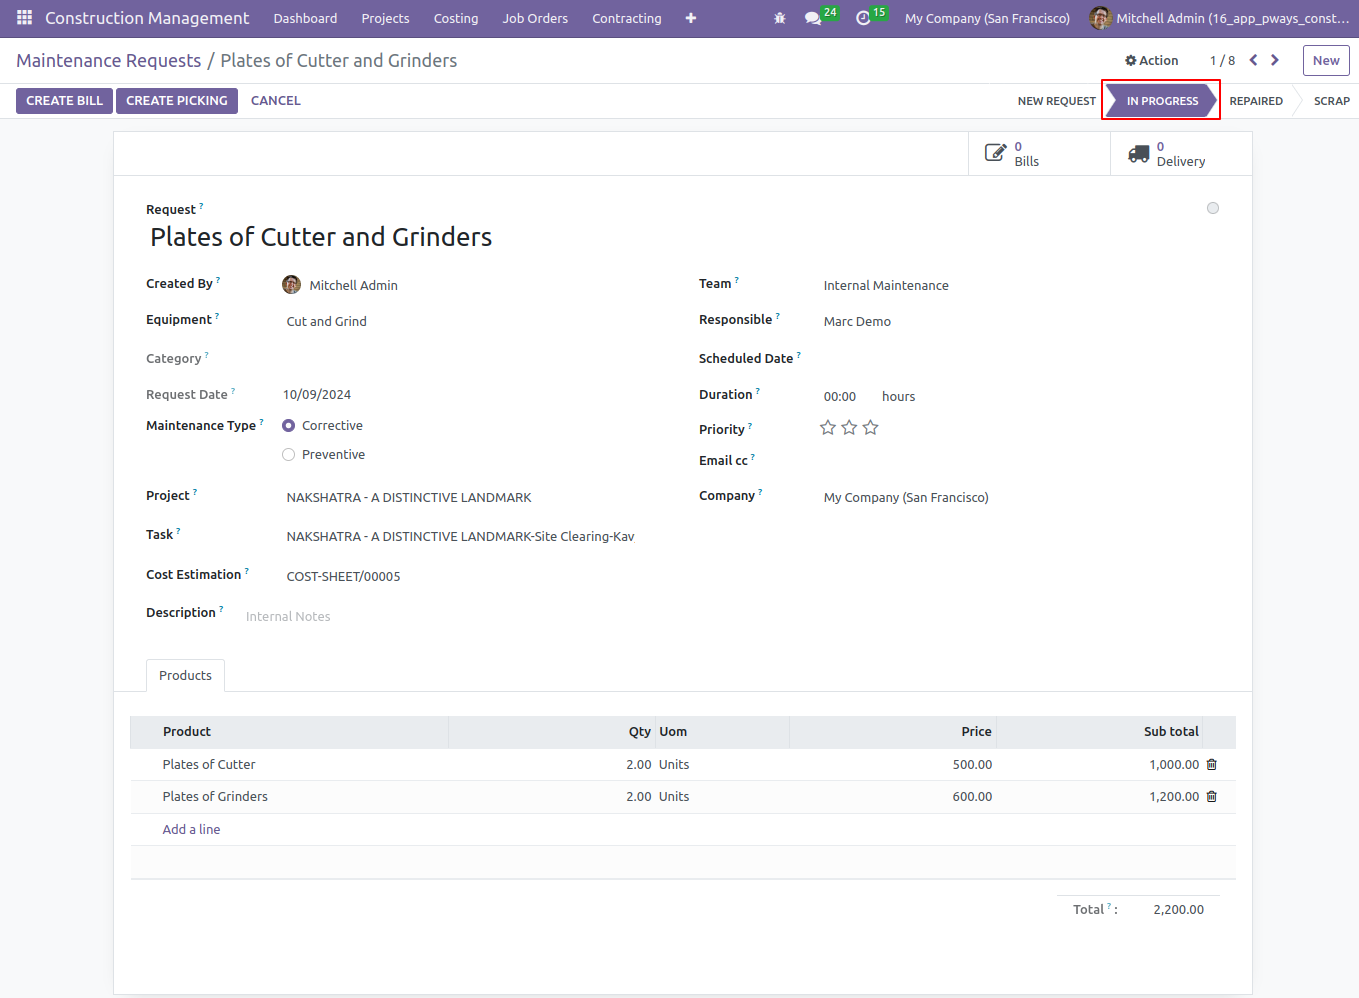 Construction Management Dashboard Projects Costing Job Orders Contracting + 24 15 My Company (San Francisco) Mitchell Admin (16_app_pways_const...
Maintenance Requests / Plates of Cutter and Grinders Action 1 / 8 New
CREATE BILL CREATE PICKING CANCEL NEW REQUEST IN PROGRESS REPAIRED SCRAP
0 Bills 0 Delivery
Request ?
Plates of Cutter and Grinders
Created By ? Mitchell Admin Team ? Internal Maintenance
Equipment ? Cut and Grind Responsible ? Marc Demo
Category ? Scheduled Date ?
Request Date ? 10/09/2024 Duration ? 00:00 hours
Maintenance Type ? Corrective Priority ?
Preventive Email cc ?
Project ? NAKSHATRA - A DISTINCTIVE LANDMARK Company ? My Company (San Francisco)
Task ? NAKSHATRA - A DISTINCTIVE LANDMARK-Site Clearing-Kav
Cost Estimation ? COST-SHEET/00005
Description ? Internal Notes
Products
Product Qty Uom Price Sub total
Plates of Cutter 2.00 Units 500.00 1,000.00
Plates of Grinders 2.00 Units 600.00 1,200.00
Add a line
Total ? : 2,200.00